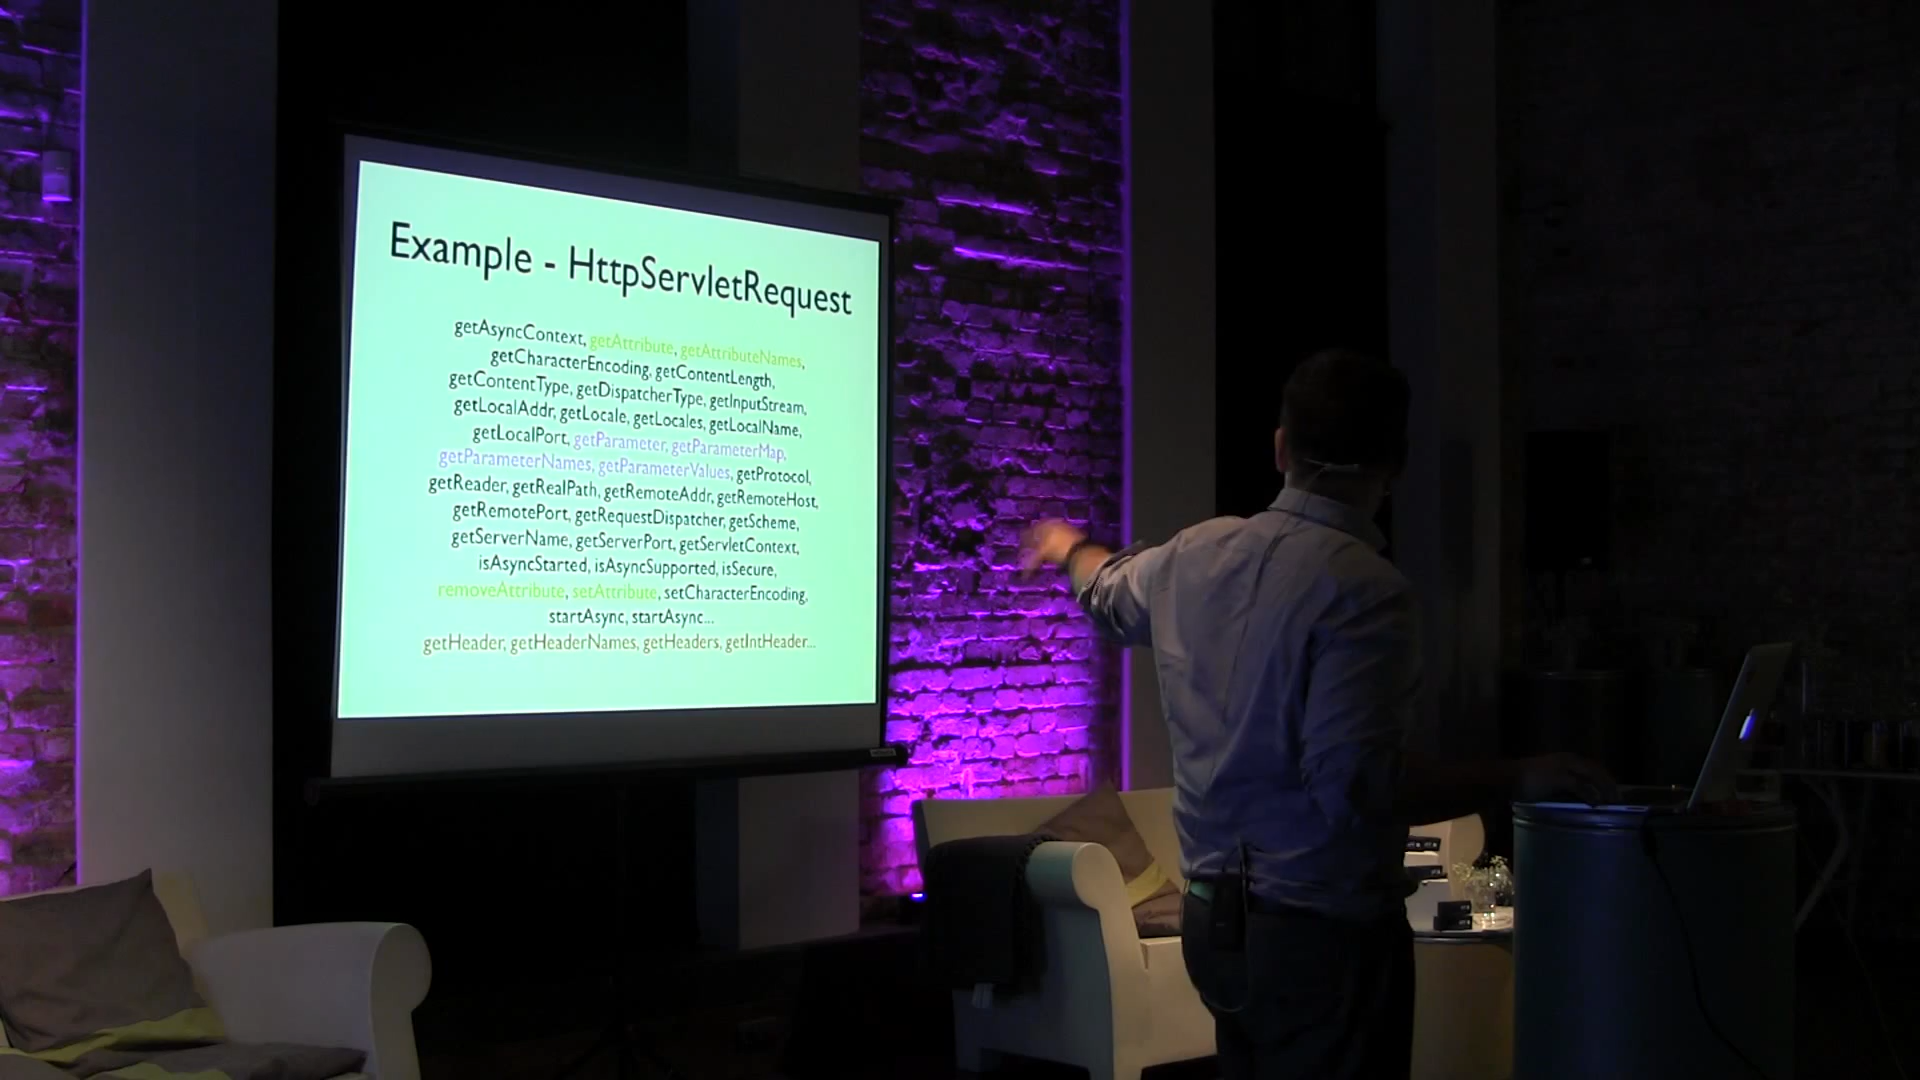 Example - HttpServletRequest
getAsyncContext, getAttribute, getAttributeNames,
getCharacterEncoding, getContentLength,
getContentType, getDispatcherType, getInputStream,
getLocalAddr, getLocale, getLocales, getLocalName,
getLocalPort, getParameter, getParameterMap,
getParameterNames, getParameterValues, getProtocol,
getReader, getRealPath, getRemoteAddr, getRemoteHost,
getRemotePort, getRequestDispatcher, getScheme,
getServerName, getServerPort, getServletContext,
isAsyncStarted, isAsyncSupported, isSecure,
removeAttribute, setAttribute, setCharacterEncoding,
startAsync, startAsync...
getHeader, getHeaderNames, getHeaders, getIntHeader...